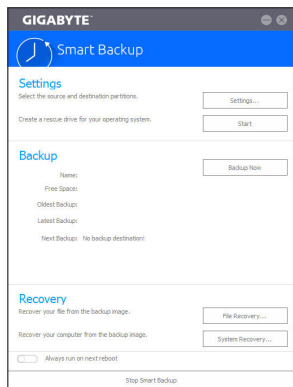 GIGABYTE™
Smart Backup
Settings
Select the source and destination partitions.
Settings...
Create a rescue drive for your operating system.
Start
Backup
Backup Now
Name:
Free Space:
Oldest Backup:
Latest Backup:
Next Backup: No backup destination!
Recovery
Recover your file from the backup image.
File Recovery...
Recover your computer from the backup image.
System Recovery...
Always run on next reboot
Stop Smart Backup